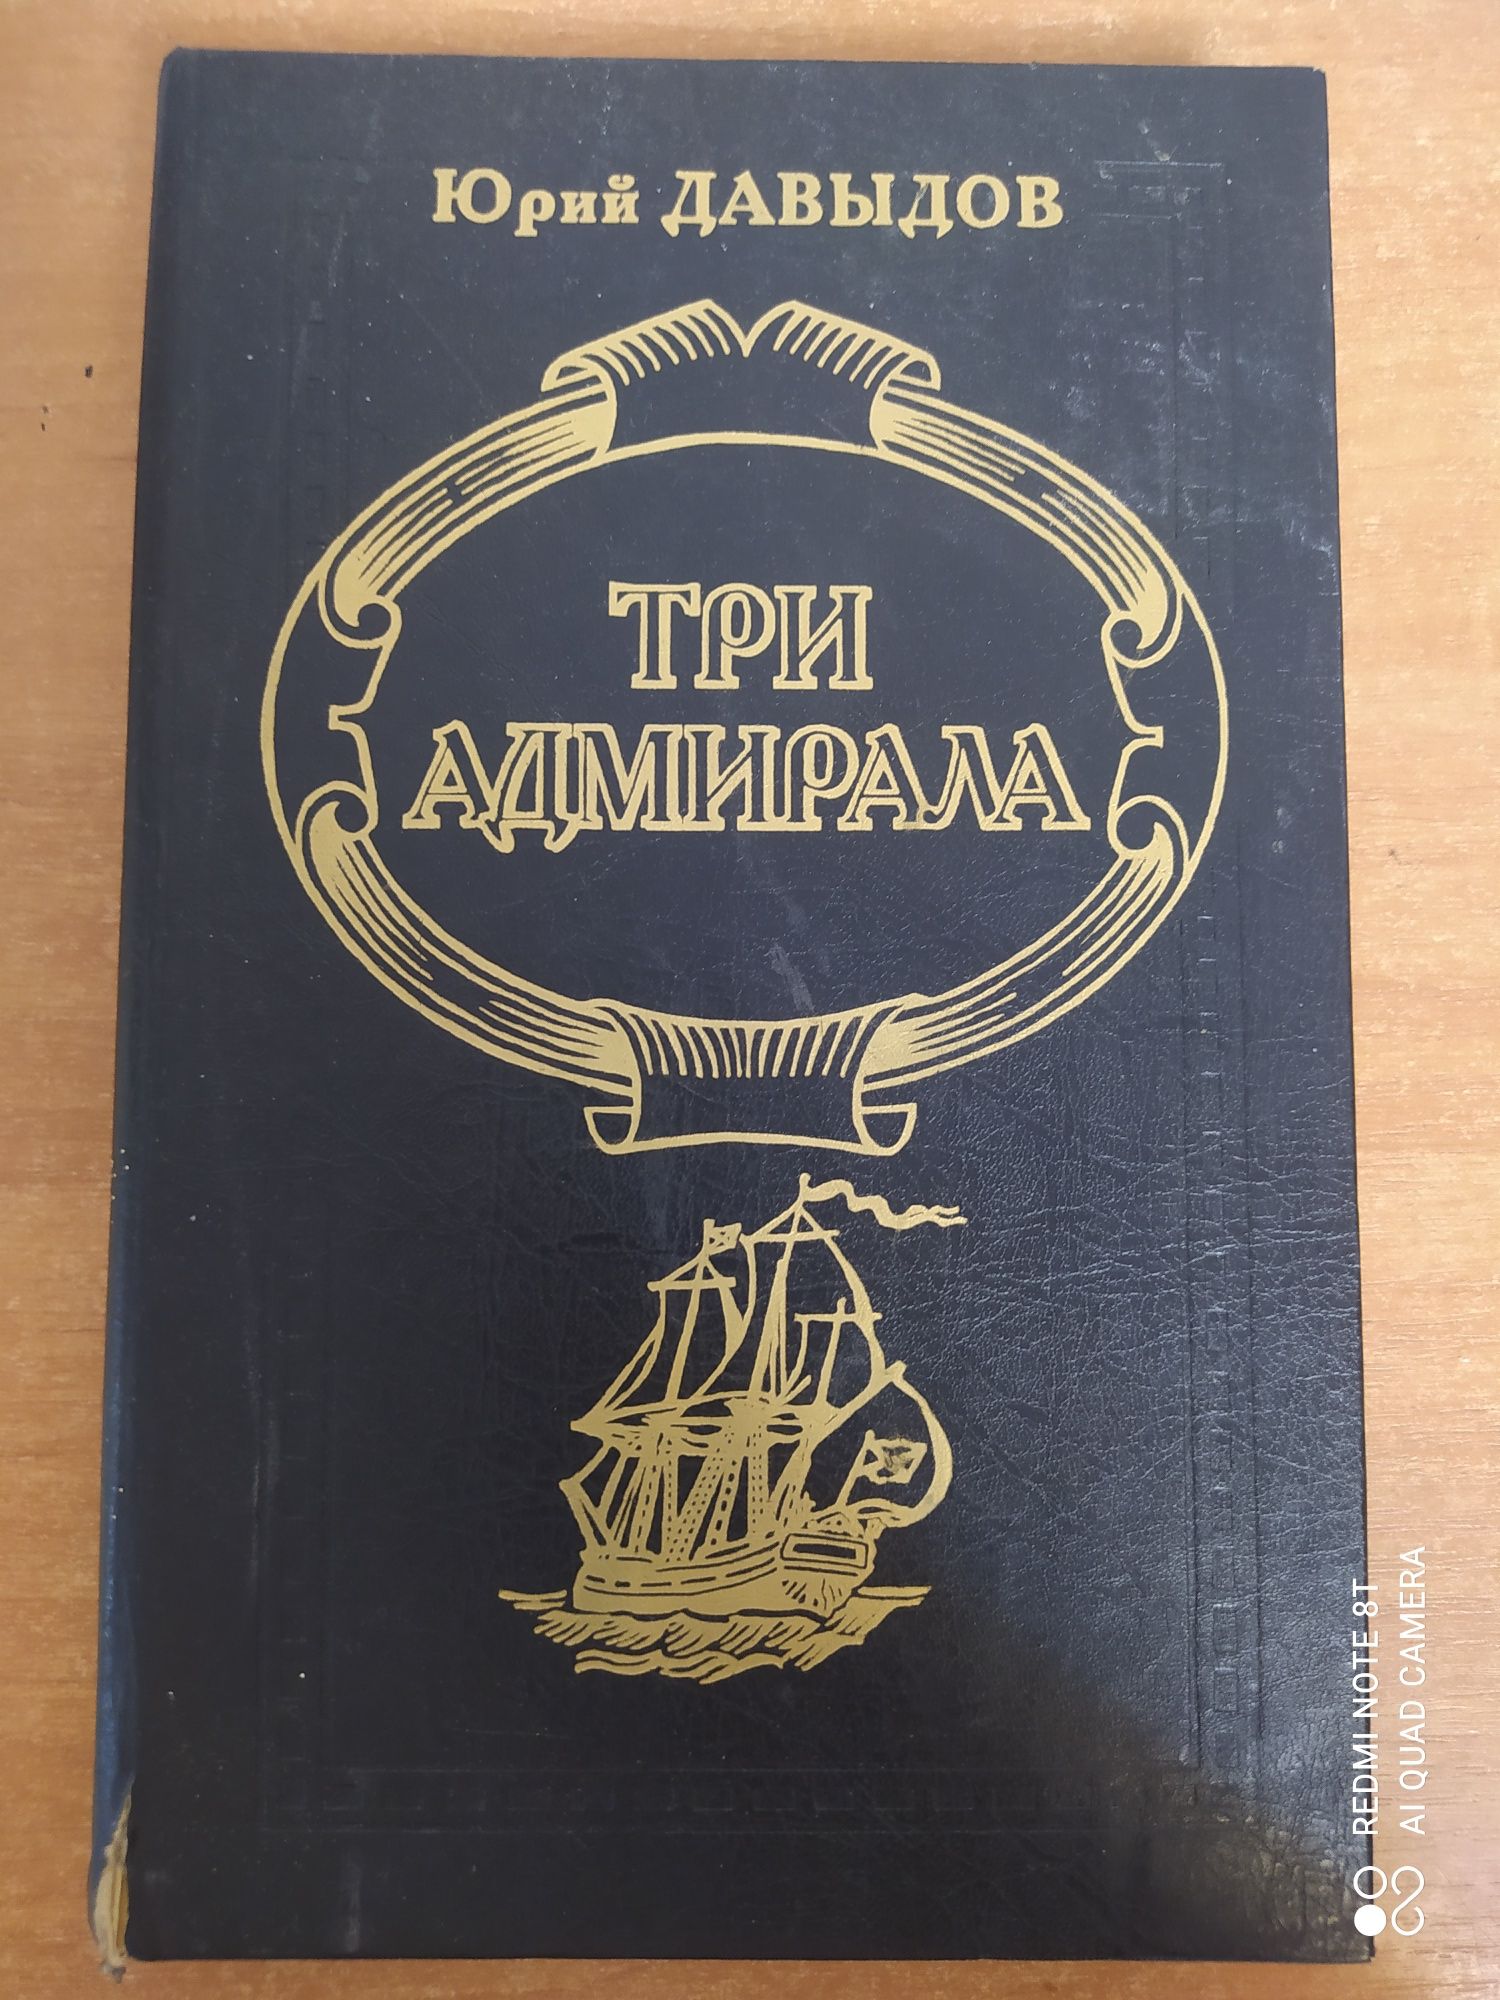 Юрий ДАВЫДОВ
ТРИ
АДМИРАЛА
REDMI NOTE 8T
AI QUAD CAMERA